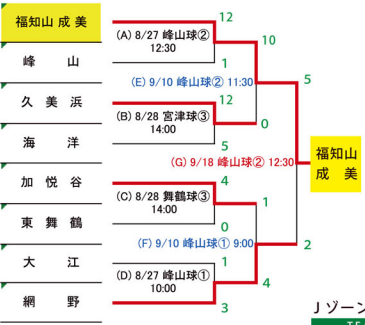 福知山成美
峰山
久美浜
海洋
加悦谷
東舞鶴
大江
網野
12
(A) 8/27 峰山球②
12:30
1
10
(E) 9/10 峰山球② 11:30
12
(B) 8/28 宮津球③
14:00
5
0
5
(G) 9/18 峰山球② 12:30
福知山
成美
4
(C) 8/28 舞鶴球③
14:00
0
1
(F) 9/10 峰山球① 9:00
2
1
(D) 8/27 峰山球①
10:00
3
4
Jゾーン